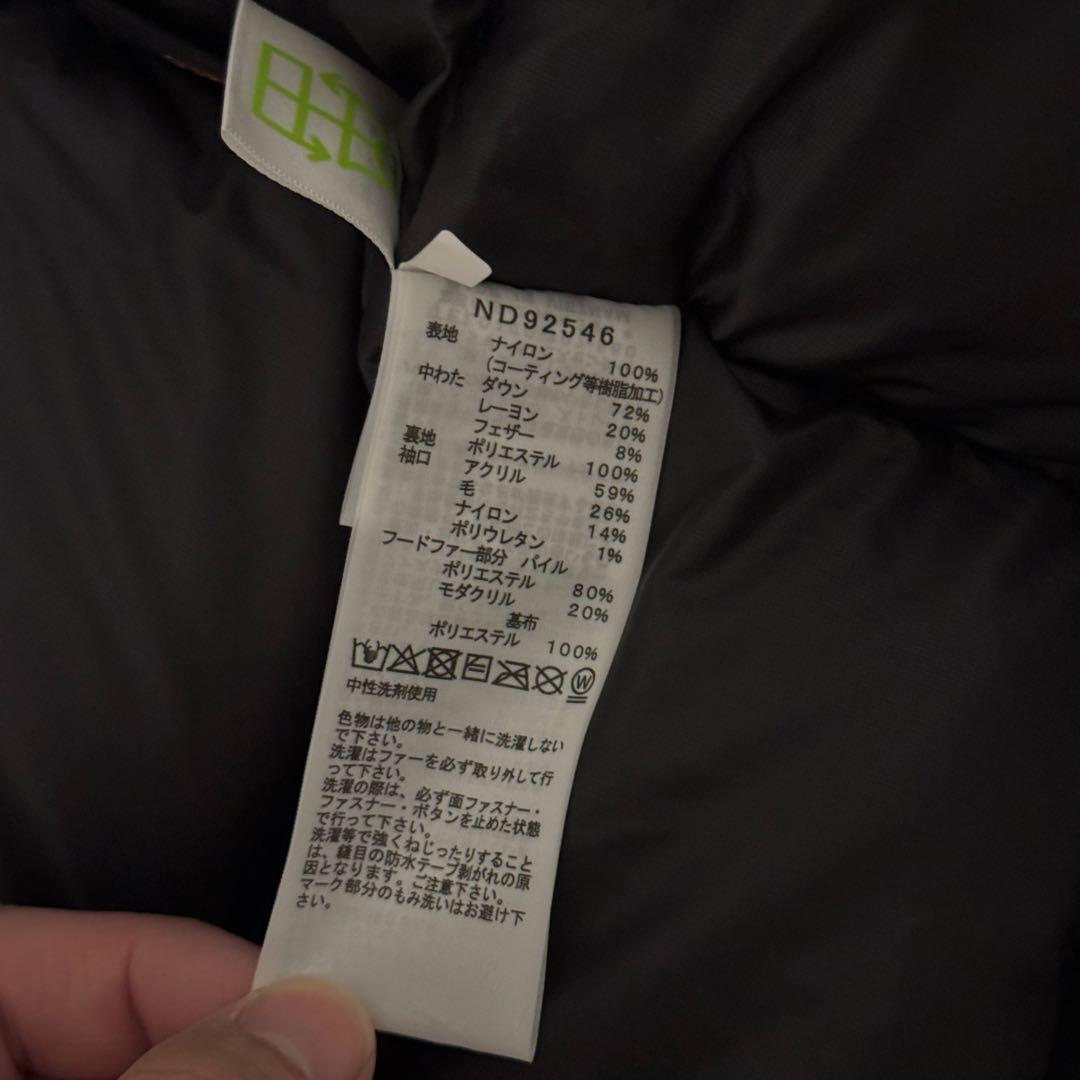 ND92546
表地 ナイロン 100%
(コーティング等樹脂加工)
中わた ダウン 72%
レーヨン 20%
フェザー 8%
裏地 ポリエステル 100%
袖口 アクリル 59%
毛 26%
ナイロン 14%
ポリウレタン 1%
フードファー部分 パイル
ポリエステル 80%
モダクリル 20%
基布
ポリエステル 100%
W
中性洗剤使用
色物は他の物と一緒に洗濯しない
で下さい。
洗濯はファーを必ず取り外して行
って下さい。
洗濯の際は、必ず面ファスナー・
ファスナー・ボタンを止めた状態
で行って下さい。
洗濯等で強くねじったりすること
は、縫目の防水テープ剥がれの原
因となります。ご注意下さい。
マーク部分のもみ洗いはお避け下
さい。